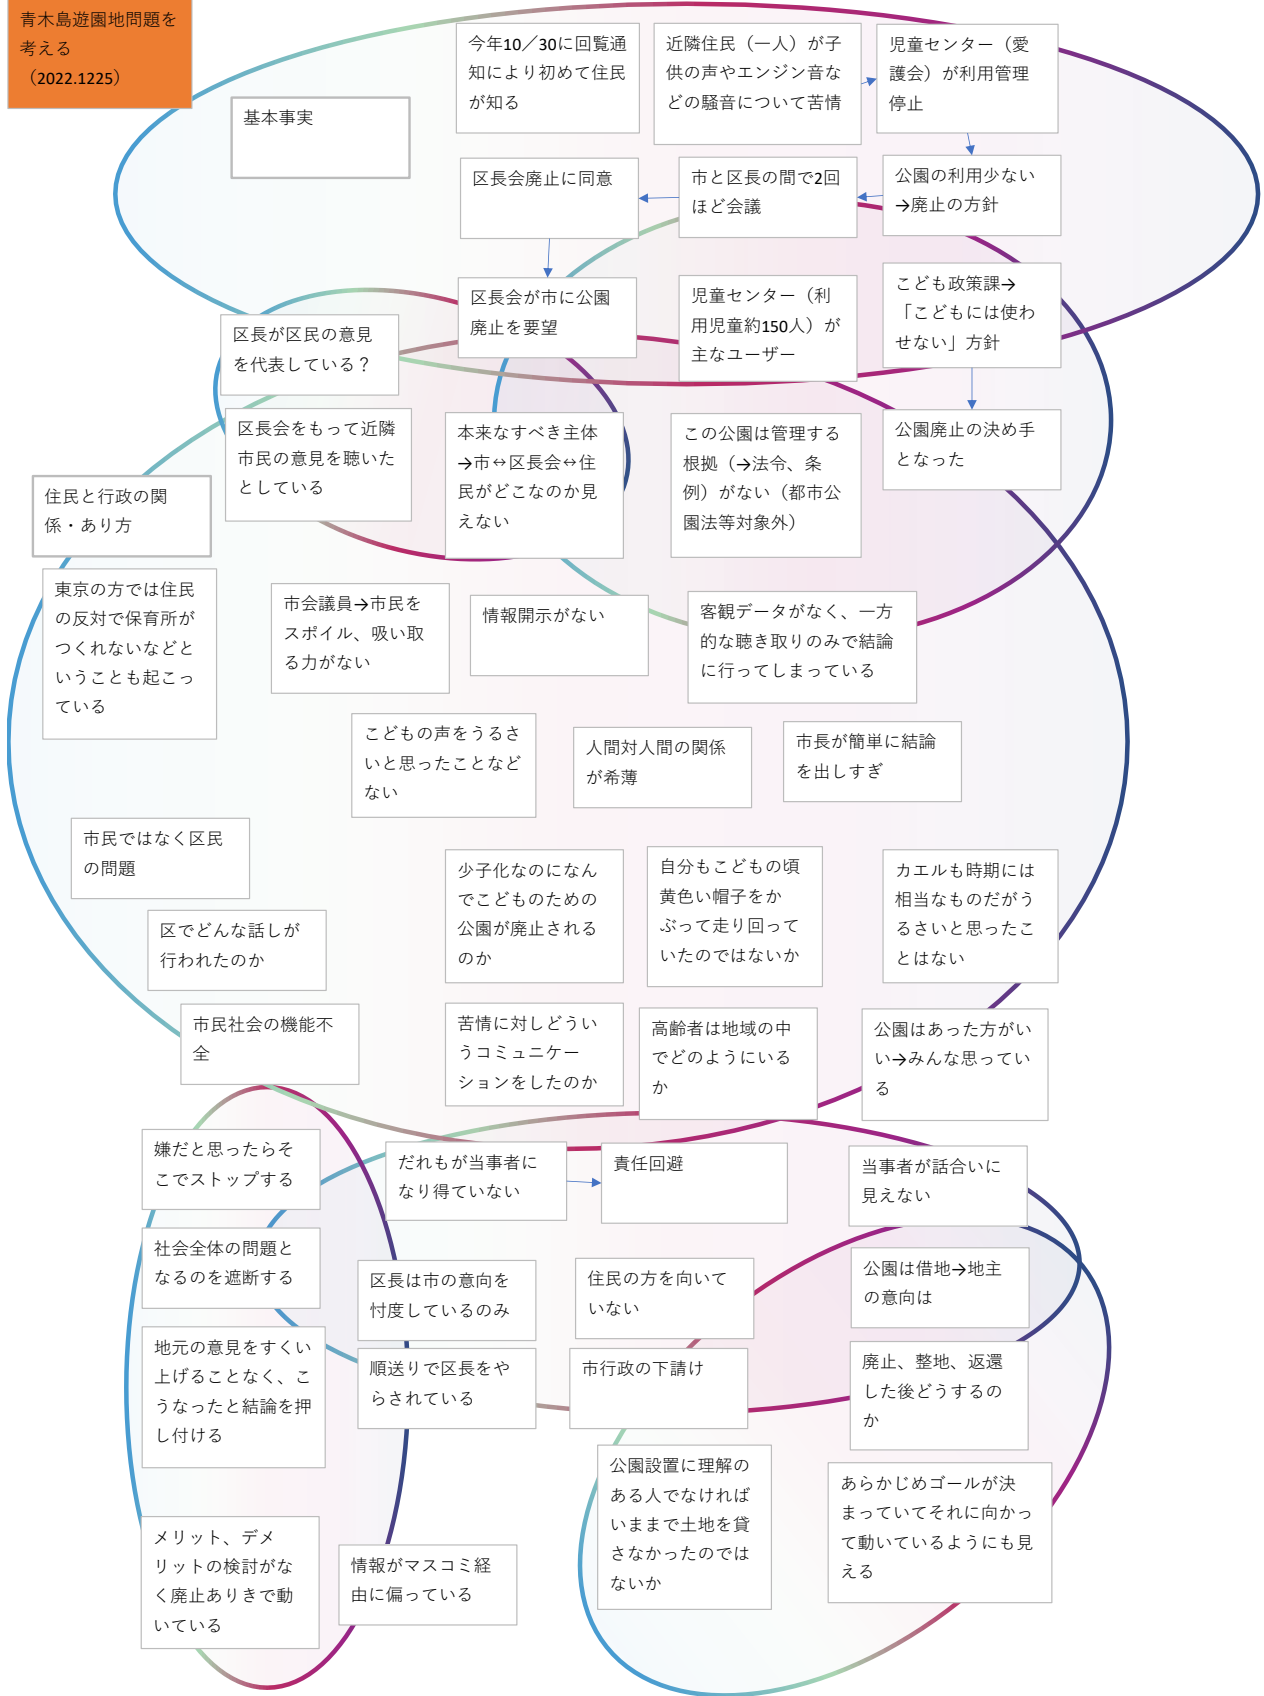 青木島遊園地問題を
考える
（2022.1225）
基本事実
今年10／30に回覧通
知により初めて住民
が知る
近隣住民（一人）が子
供の声やエンジン音な
どの騒音について苦情
児童センター（愛
護会）が利用管理
停止
区長会廃止に同意
市と区長の間で2回
ほど会議
公園の利用少ない
→廃止の方針
区長会が市に公園
廃止を要望
児童センター（利
用児童約150人）が
主なユーザー
こども政策課→
「こどもには使わ
せない」方針
区長が区民の意見
を代表している？
区長会をもって近隣
市民の意見を聴いた
としている
本来なすべき主体
→市⇔区長会⇔住
民がどこなのか見
えない
この公園は管理する
根拠（→法令、条
例）がない（都市公
園法等対象外）
公園廃止の決め手
となった
住民と行政の関
係・あり方
東京の方では住民
の反対で保育所が
つくれないなどと
いうことも起こっ
ている
市会議員→市民を
スポイル、吸い取
る力がない
情報開示がない
客観データがなく、一方
的な聴き取りのみで結論
に行ってしまっている
こどもの声をうるさ
いと思ったことなど
ない
人間対人間の関係
が希薄
市長が簡単に結論
を出しすぎ
市民ではなく区民
の問題
少子化なのになん
でこどものための
公園が廃止される
のか
自分もこどもの頃
黄色い帽子をか
ぶって走り回って
いたのではないか
カエルも時期には
相当なものだがう
るさいと思ったこ
とはない
区でどんな話しが
行われたのか
市民社会の機能不
全
苦情に対しどうい
うコミュニケー
ションをしたのか
高齢者は地域の中
でどのようにいる
か
公園はあった方がい
い→みんな思ってい
る
嫌だと思ったらそ
こでストップする
だれもが当事者に
なり得ていない
責任回避
当事者が話合いに
見えない
社会全体の問題と
なるのを遮断する
区長は市の意向を
忖度しているのみ
住民の方を向いて
いない
公園は借地→地主
の意向は
地元の意見をすくい
上げることなく、こ
うなったと結論を押
し付ける
順送りで区長をや
らされている
市行政の下請け
廃止、整地、返還
した後どうするの
か
公園設置に理解の
ある人でなければ
いままで土地を貸
さなかったのでは
ないか
あらかじめゴールが決
まっていてそれに向かっ
て動いているようにも見
える
メリット、デメ
リットの検討がな
く廃止ありきで動
いている
情報がマスコミ経
由に偏っている